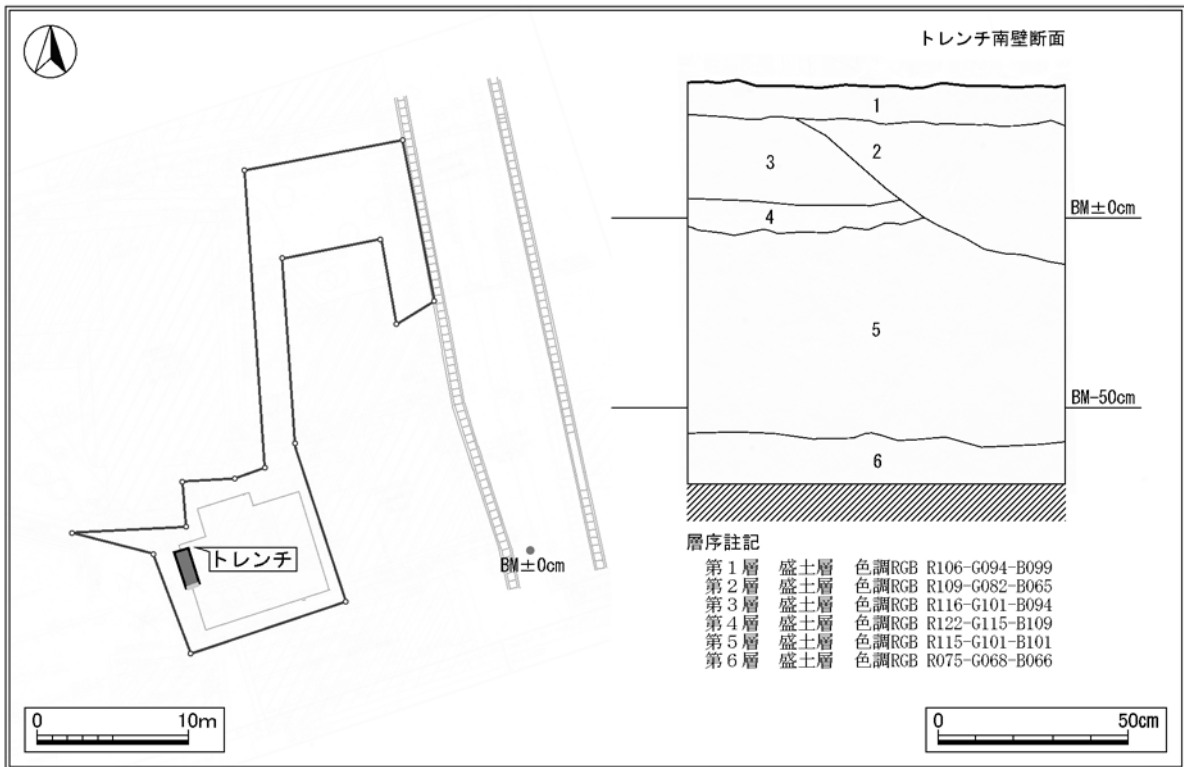 トレンチ南壁断面
1
2
3
4
BM±0cm
5
BM-50cm
6
トレンチ
BM±0cm
層序註記
第1層 盛土層 色調RGB R106-G094-B099
第2層 盛土層 色調RGB R109-G082-B065
第3層 盛土層 色調RGB R116-G101-B094
第4層 盛土層 色調RGB R122-G115-B109
第5層 盛土層 色調RGB R115-G101-B101
第6層 盛土層 色調RGB R075-G068-B066
0 10m
0 50cm